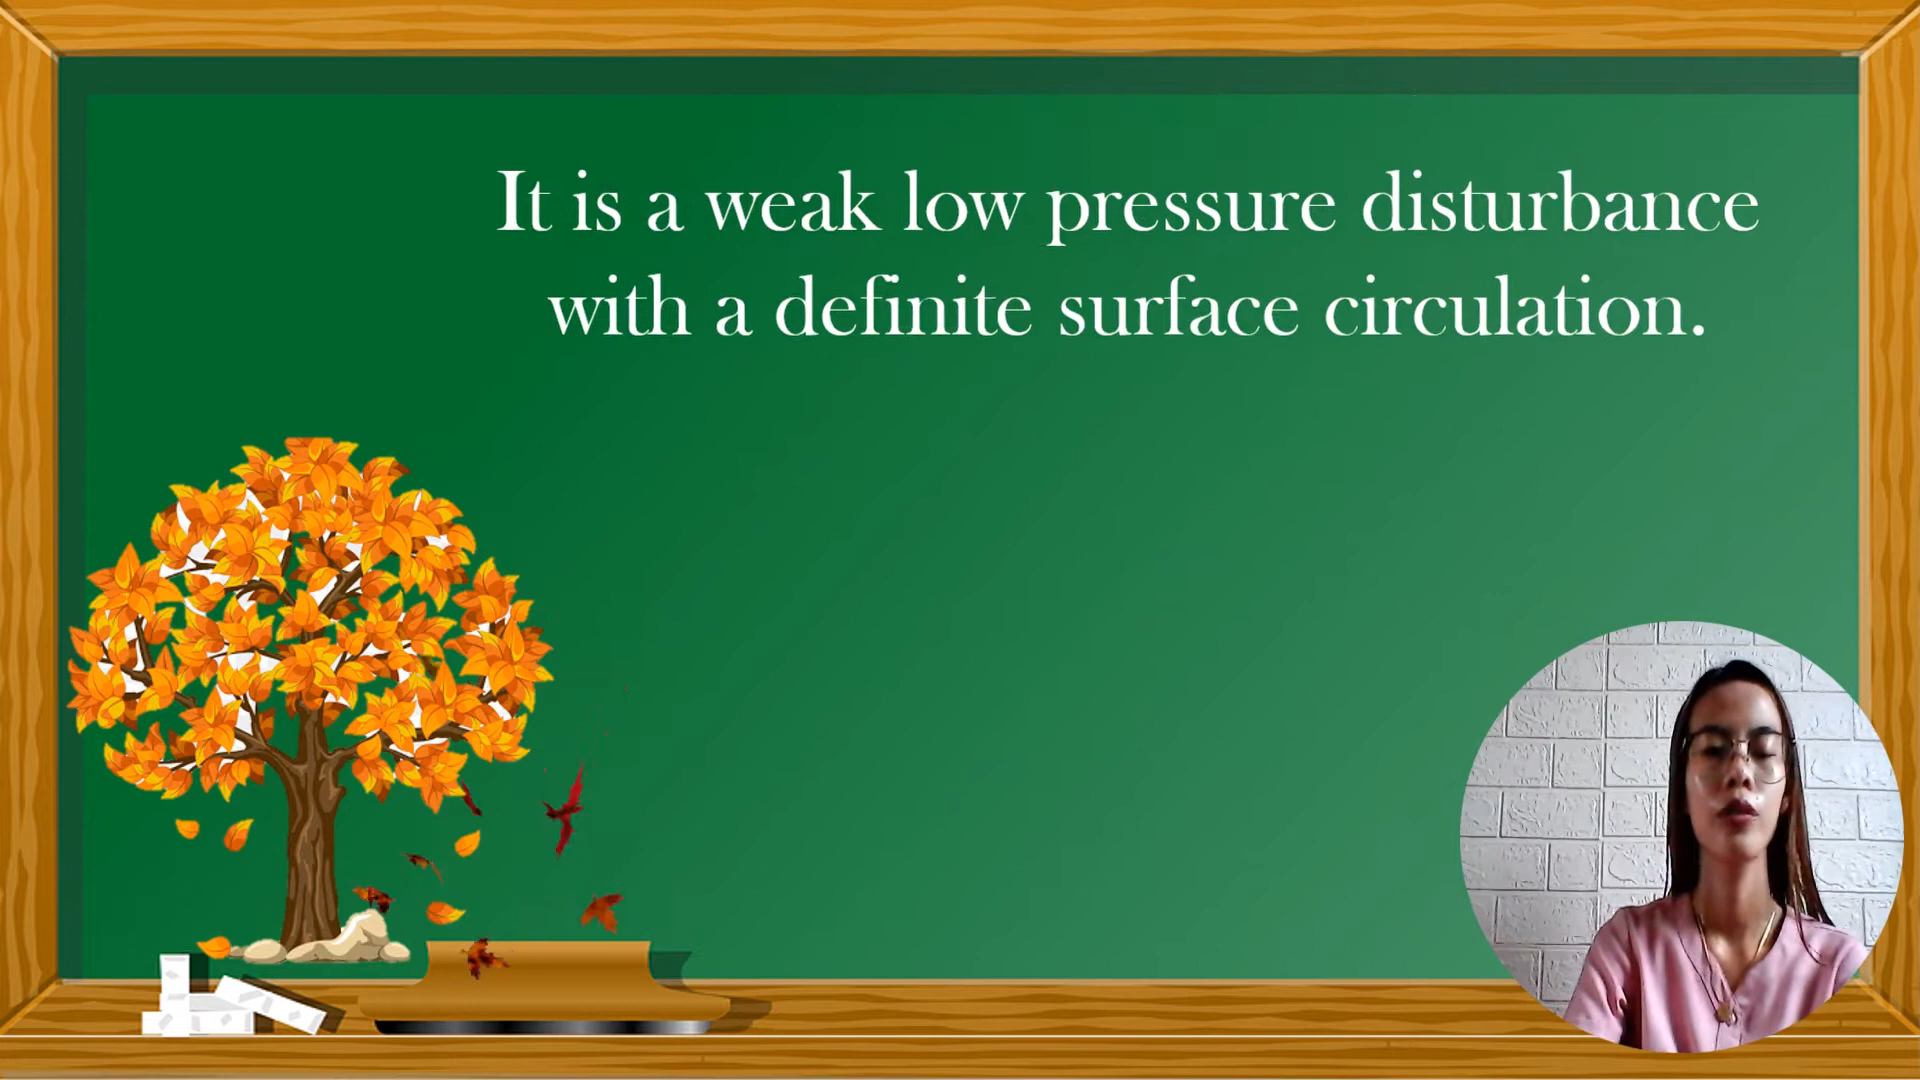 It is a weak low pressure disturbance
with a definite surface circulation.